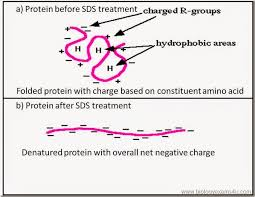 a) Protein before SDS treatment
charged R-groups
hydrophobic areas
H
H
H
Folded protein with charge based on constituent amino acid
b) Protein after SDS treatment
Denatured protein with overall net negative charge